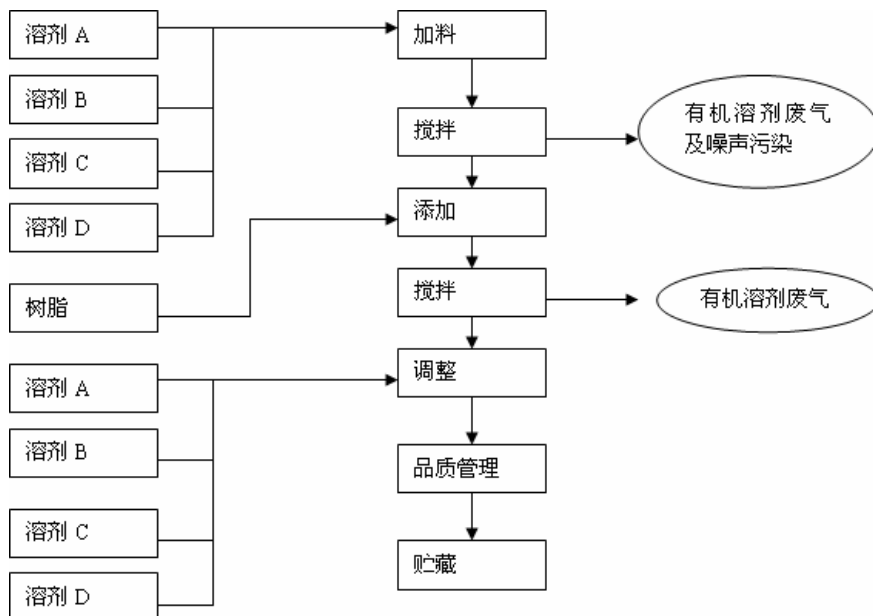 溶剂 A
加料
溶剂 B
搅拌
有机溶剂废气
及噪声污染
溶剂 C
溶剂 D
添加
树脂
搅拌
有机溶剂废气
溶剂 A
调整
溶剂 B
品质管理
溶剂 C
贮藏
溶剂 D